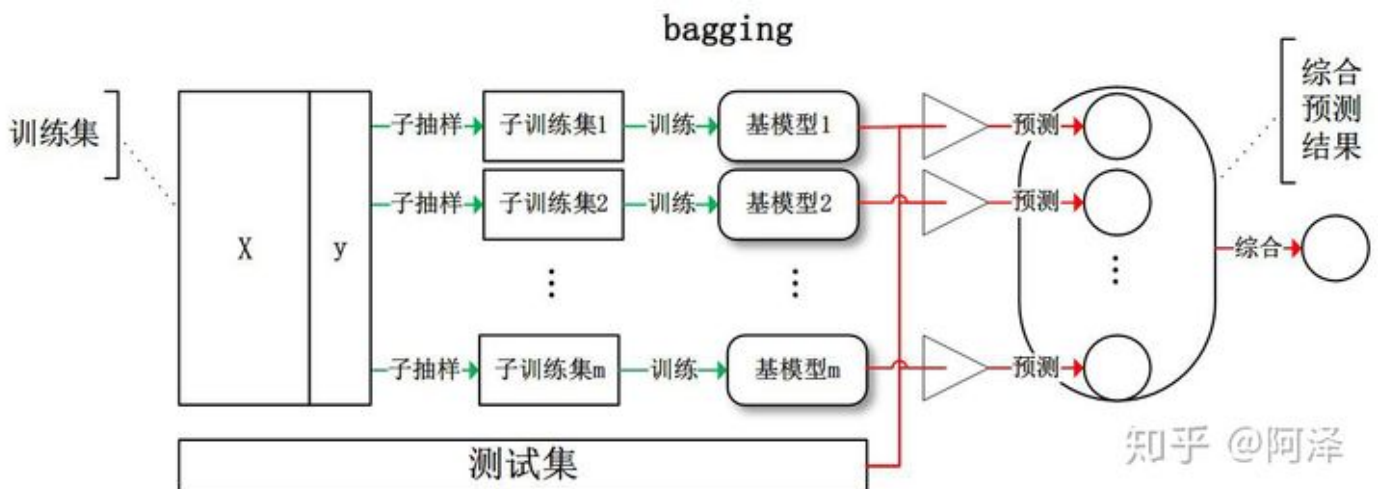 bagging
训练集
X
y
子抽样
子训练集1
训练
基模型1
预测
综合
预测
结果
子抽样
子训练集2
训练
基模型2
预测
⋮
⋮
⋮
综合
子抽样
子训练集m
训练
基模型m
预测
测试集
知乎 @阿泽